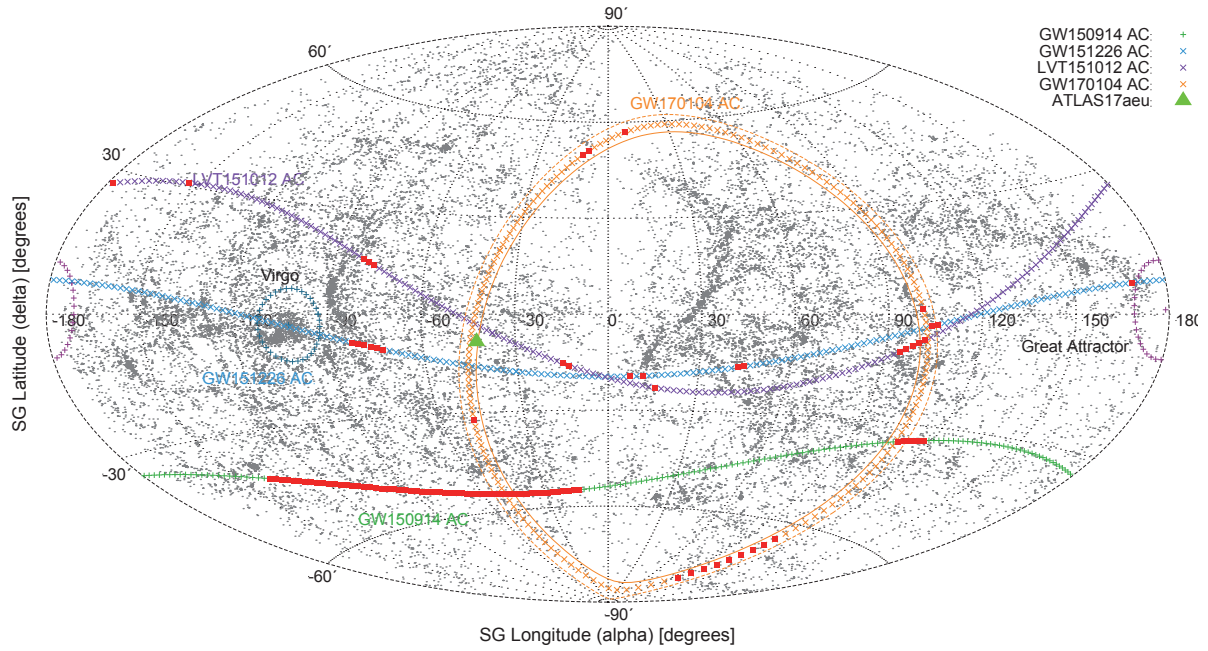 90´
GW150914 AC
GW151226 AC
LVT151012 AC
GW170104 AC
ATLAS17aeu
60´
GW170104 AC
30´
LVT151012 AC
SG Latitude (delta) [degrees]
Virgo
-180 -150 -120 -90 -60 -30 0 30 60 90 120 150 180
Great Attractor
GW151226 AC
-30´
GW150914 AC
-60´
-90´
SG Longitude (alpha) [degrees]